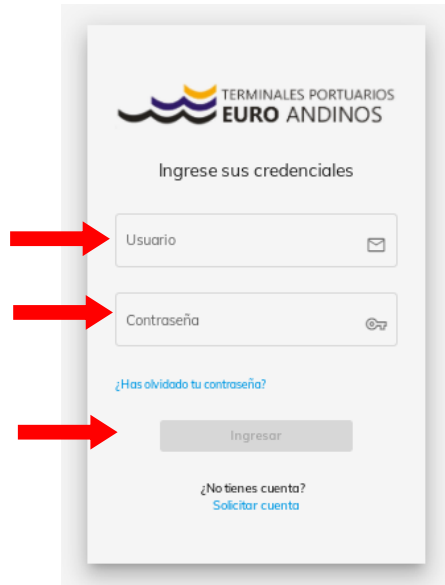 TERMINALES PORTUARIOS
EURO ANDINOS
Ingrese sus credenciales
Usuario
Contraseña
¿Has olvidado tu contraseña?
Ingresar
¿No tienes cuenta?
Solicitar cuenta